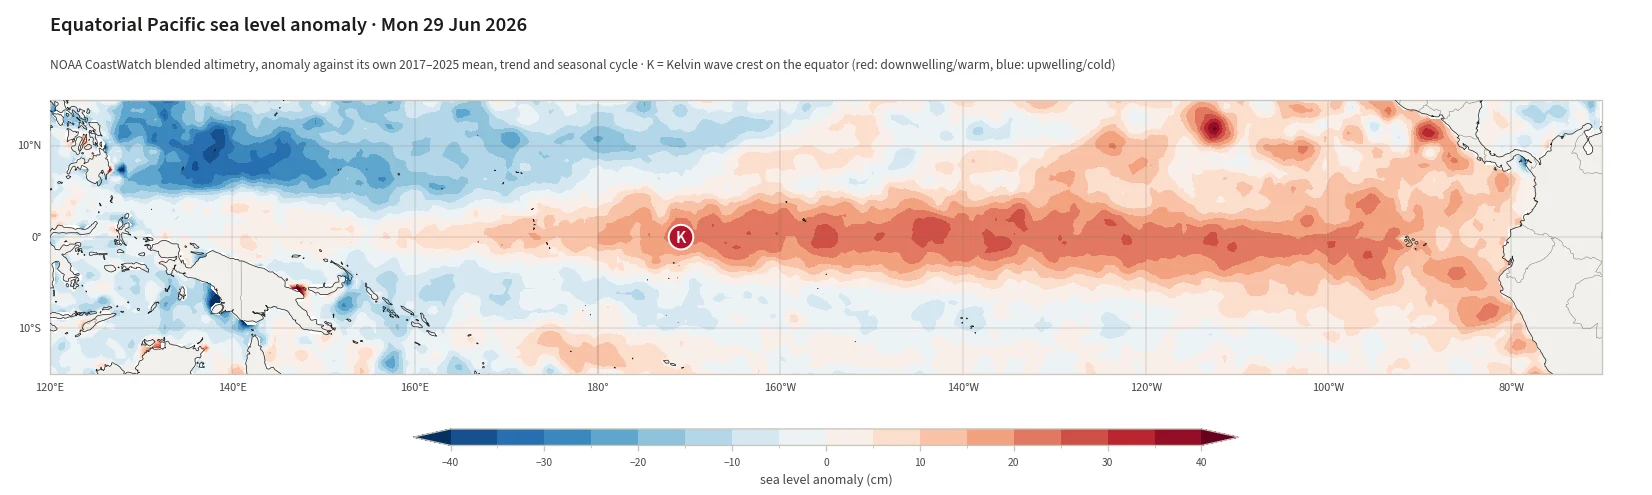 Equatorial Pacific sea level anomaly · Mon 29 Jun 2026
NOAA CoastWatch blended altimetry, anomaly against its own 2017–2025 mean, trend and seasonal cycle · K = Kelvin wave crest on the equator (red: downwelling/warm, blue: upwelling/cold)
10°N
0°
K
10°S
120°E 140°E 160°E 180° 160°W 140°W 120°W 100°W 80°W
−40 −30 −20 −10 0 10 20 30 40
sea level anomaly (cm)